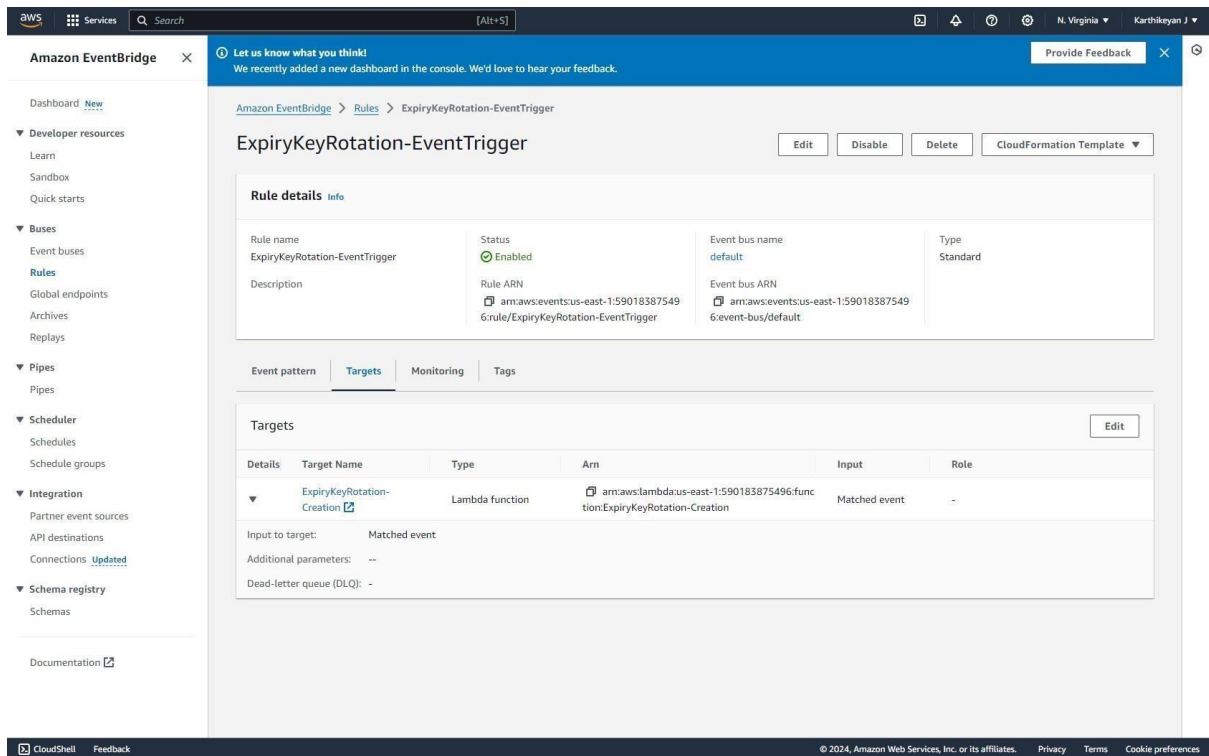 aws
Services
Search
[Alt+S]
N. Virginia
Karthikeyan J
Amazon EventBridge
Let us know what you think!
We recently added a new dashboard in the console. We'd love to hear your feedback.
Provide Feedback
Dashboard New
Developer resources
Learn
Sandbox
Quick starts
Buses
Event buses
Rules
Global endpoints
Archives
Replays
Pipes
Pipes
Scheduler
Schedules
Schedule groups
Integration
Partner event sources
API destinations
Connections Updated
Schema registry
Schemas
Documentation
Amazon EventBridge > Rules > ExpiryKeyRotation-EventTrigger
ExpiryKeyRotation-EventTrigger
Edit
Disable
Delete
CloudFormation Template
Rule details Info
Rule name
ExpiryKeyRotation-EventTrigger
Description
Status
Enabled
Rule ARN
arn:aws:events:us-east-1:59018387549
6:rule/ExpiryKeyRotation-EventTrigger
Event bus name
default
Event bus ARN
arn:aws:events:us-east-1:59018387549
6:event-bus/default
Type
Standard
Event pattern
Targets
Monitoring
Tags
Targets
Edit
Details Target Name Type Arn Input Role
ExpiryKeyRotation-
Creation
Lambda function
arn:aws:lambda:us-east-1:590183875496:func
tion:ExpiryKeyRotation-Creation
Matched event
-
Input to target: Matched event
Additional parameters: --
Dead-letter queue (DLQ): -
CloudShell Feedback
© 2024, Amazon Web Services, Inc. or its affiliates. Privacy Terms Cookie preferences